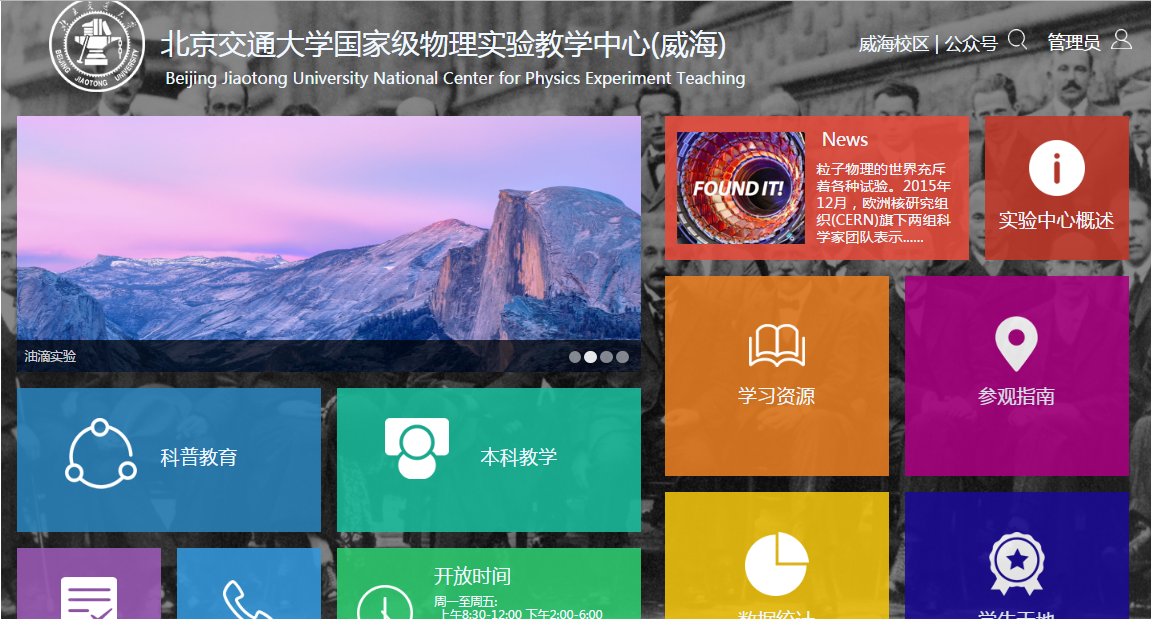 北京交通大学国家级物理实验教学中心(威海)
Beijing Jiaotong University National Center for Physics Experiment Teaching
威海校区 | 公众号
管理员
BEIJING JIAOTONG UNIVERSITY
油滴实验
FOUND IT!
News
粒子物理的世界充斥
着各种试验。2015年
12月，欧洲核研究组
织(CERN)旗下两组科
学家团队表示......
实验中心概述
学习资源
参观指南
科普教育
本科教学
开放时间
周一至周五:
上午8:30-12:00 下午2:00-6:00
数据统计
学生天地